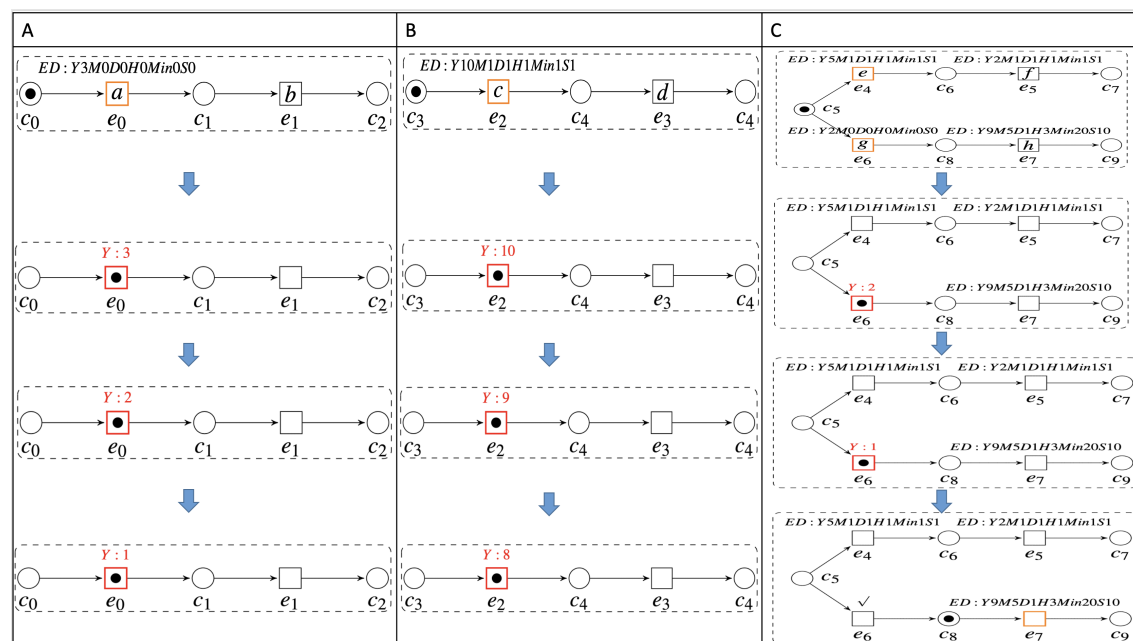 A
ED : Y3M0D0H0Min0S0
a b
c0 e0 c1 e1 c2
Y : 3
c0 e0 c1 e1 c2
Y : 2
c0 e0 c1 e1 c2
Y : 1
c0 e0 c1 e1 c2
B
ED : Y10M1D1H1Min1S1
c d
c3 e2 c4 e3 c4
Y : 10
c3 e2 c4 e3 c4
Y : 9
c3 e2 c4 e3 c4
Y : 8
c3 e2 c4 e3 c4
C
ED : Y5M1D1H1Min1S1 ED : Y2M1D1H1Min1S1
e f
e4 c6 e5 c7
c5
ED : Y2M0D0H0Min0S0 ED : Y9M5D1H3Min20S10
g h
e6 c8 e7 c9
ED : Y5M1D1H1Min1S1 ED : Y2M1D1H1Min1S1
e4 c6 e5 c7
c5
Y : 2 ED : Y9M5D1H3Min20S10
e6 c8 e7 c9
ED : Y5M1D1H1Min1S1 ED : Y2M1D1H1Min1S1
e4 c6 e5 c7
c5
Y : 1 ED : Y9M5D1H3Min20S10
e6 c8 e7 c9
ED : Y5M1D1H1Min1S1 ED : Y2M1D1H1Min1S1
e4 c6 e5 c7
c5
✓ ED : Y9M5D1H3Min20S10
e6 c8 e7 c9